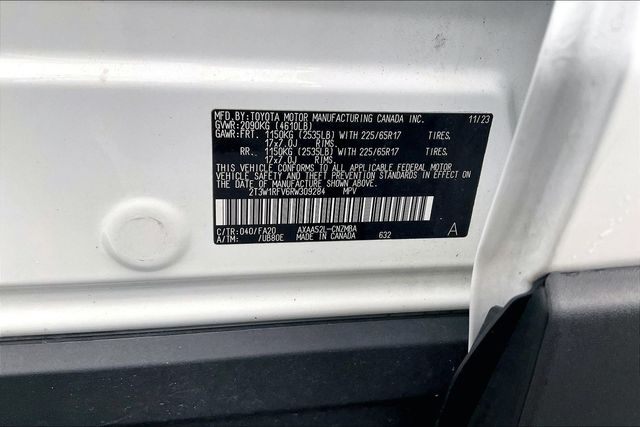 MFD.BY:TOYOTA MOTOR MANUFACTURING CANADA INC. 11/23
GVWR:2090KG (4610LB)
GAWR:FRT. 1150KG (2535LB) WITH 225/65R17 TIRES,
17x7.0J RIMS,
RR. 1150KG (2535LB) WITH 225/65R17 TIRES,
17x7.0J RIMS,
THIS VEHICLE CONFORMS TO ALL APPLICABLE FEDERAL MOTOR
VEHICLE SAFETY AND THEFT PREVENTION STANDARDS IN EFFECT ON
THE DATE OF MANUFACTURE SHOWN ABOVE.
2T3W1RFV6RW309284 MPV
C/TR:040/FA20 AXAA52L-CNZMBA
A/TM: /UB80E MADE IN CANADA 632 A